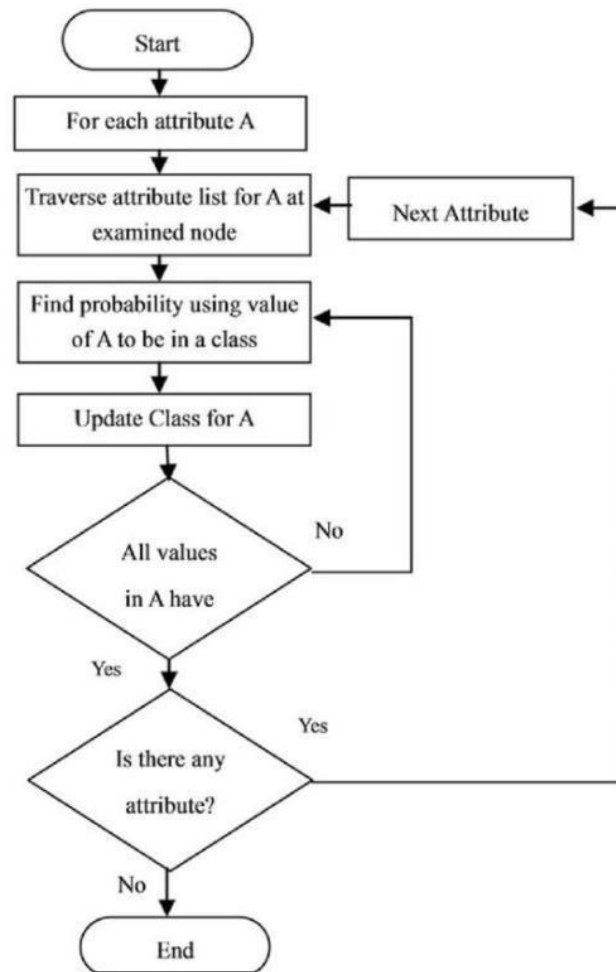 Start
For each attribute A
Traverse attribute list for A at
examined node
Next Attribute
Find probability using value
of A to be in a class
Update Class for A
No
All values
in A have
Yes
Yes
Is there any
attribute?
No
End